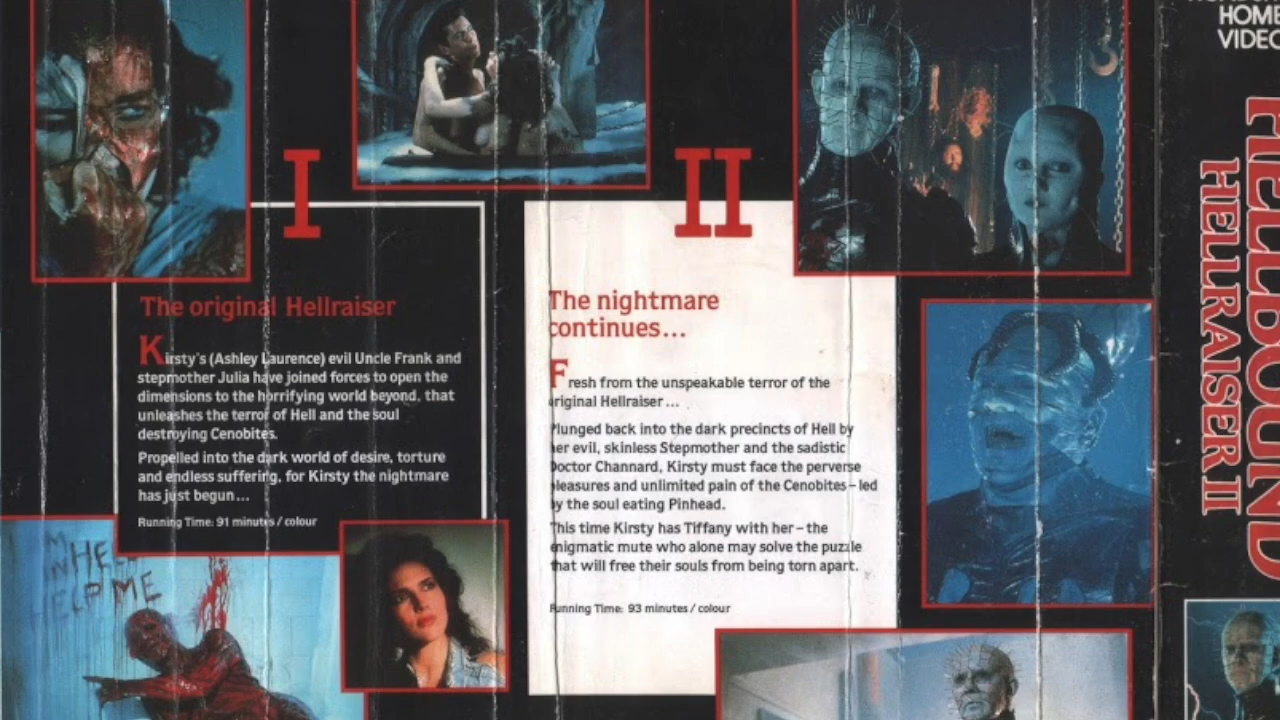 I
The original Hellraiser
Kirsty's (Ashley Laurence) evil Uncle Frank and
stepmother Julia have joined forces to open the
dimensions to the horrifying world beyond, that
unleashes the terror of Hell and the soul
destroying Cenobites.
Propelled into the dark world of desire, torture
and endless suffering, for Kirsty the nightmare
has just begun...
Running Time: 91 minutes / colour
HELP ME
II
The nightmare
continues...
Fresh from the unspeakable terror of the
original Hellraiser...
Plunged back into the dark precincts of Hell by
her evil, skinless Stepmother and the sadistic
Doctor Channard, Kirsty must face the perverse
pleasures and unlimited pain of the Cenobites – led
by the soul eating Pinhead.
This time Kirsty has Tiffany with her – the
enigmatic mute who alone may solve the puzzle
that will free their souls from being torn apart.
Running Time: 93 minutes / colour
HOME
VIDEO
HELLBOUND
HELLRAISER II